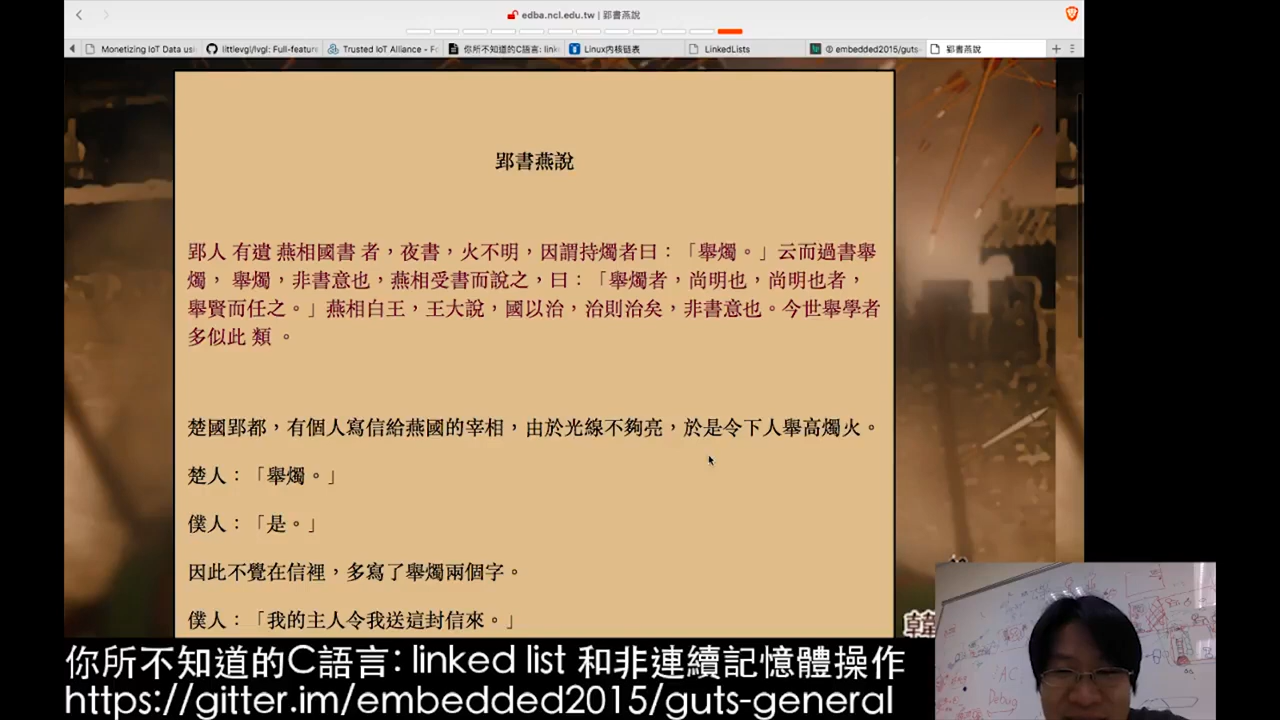 edba.ncl.edu.tw | 郢書燕說
Monetizing IoT Data usi
littlevgl/lvgl: Full-feature
Trusted IoT Alliance - Fo
你所不知道的C語言: link
Linux内核链表
LinkedLists
embedded2015/guts-
郢書燕說
郢書燕說
郢人 有遺 燕相國書 者，夜書，火不明，因謂持燭者曰：「舉燭。」云而過書舉
燭， 舉燭，非書意也，燕相受書而說之，曰：「舉燭者，尚明也，尚明也者，
舉賢而任之。」燕相白王，王大說，國以治，治則治矣，非書意也。今世舉學者
多似此 類 。
楚國郢都，有個人寫信給燕國的宰相，由於光線不夠亮，於是令下人舉高燭火。
楚人：「舉燭。」
僕人：「是。」
因此不覺在信裡，多寫了舉燭兩個字。
僕人：「我的主人令我送這封信來。」
你所不知道的C語言: linked list 和非連續記憶體操作
https://gitter.im/embedded2015/guts-general
Debug